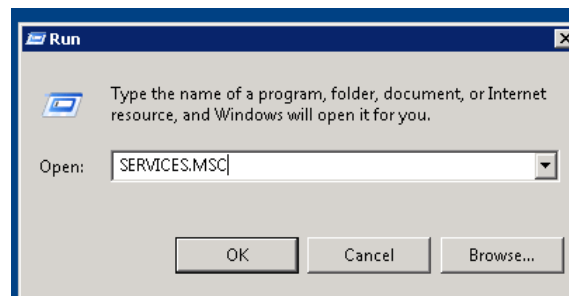 Run
Type the name of a program, folder, document, or Internet
resource, and Windows will open it for you.
Open: SERVICES.MSC
OK Cancel Browse...